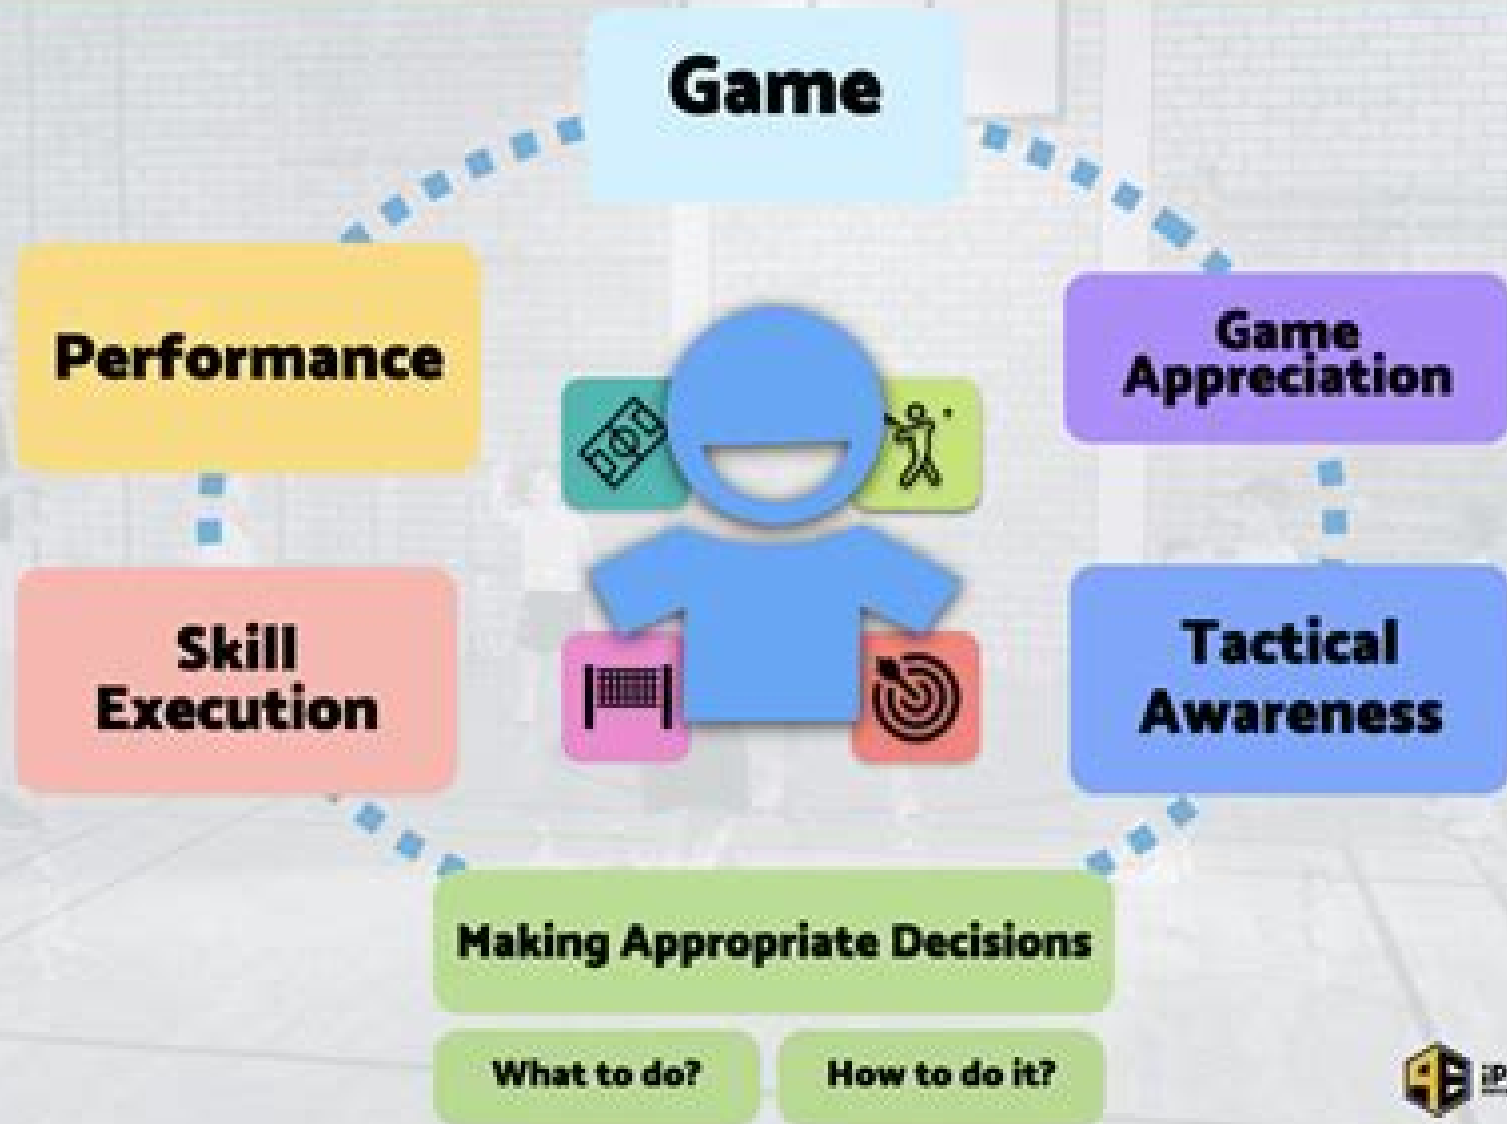 Game
Performance
Game
Appreciation
Skill
Execution
Tactical
Awareness
Making Appropriate Decisions
What to do?
How to do it?